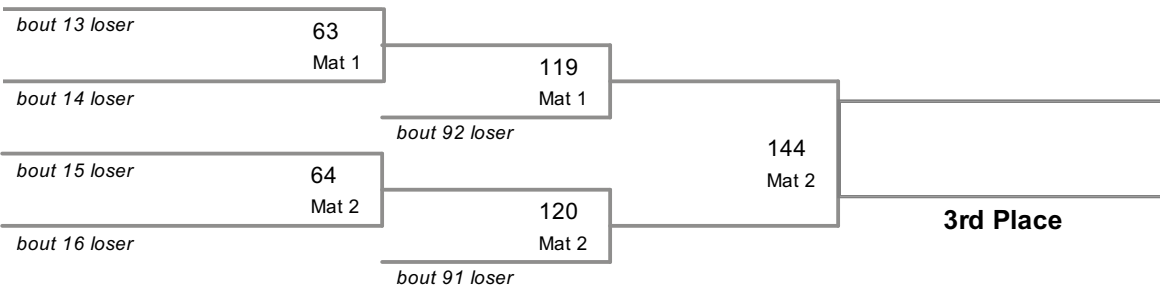 bout 13 loser
63
Mat 1
bout 14 loser
119
Mat 1
bout 92 loser
bout 15 loser
64
Mat 2
bout 16 loser
120
Mat 2
bout 91 loser
144
Mat 2
3rd Place